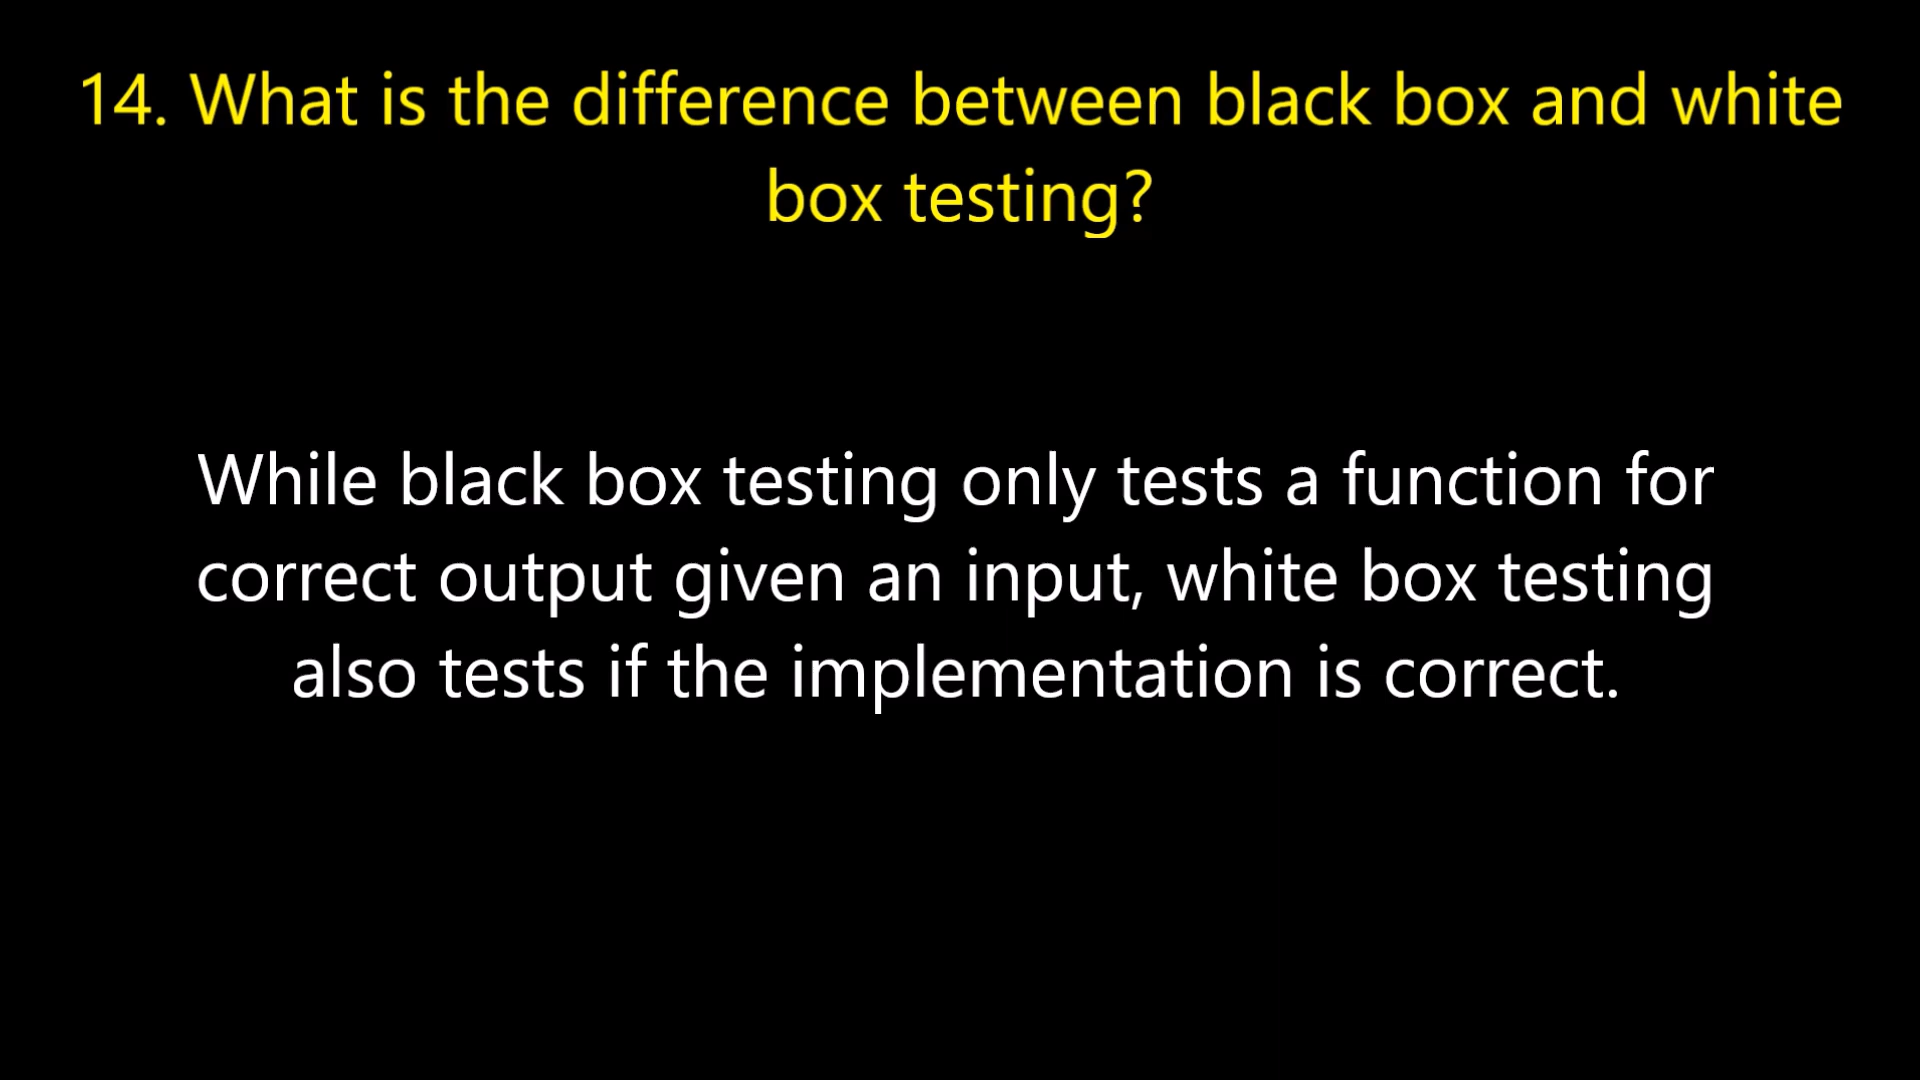 14. What is the difference between black box and white
box testing?
While black box testing only tests a function for
correct output given an input, white box testing
also tests if the implementation is correct.